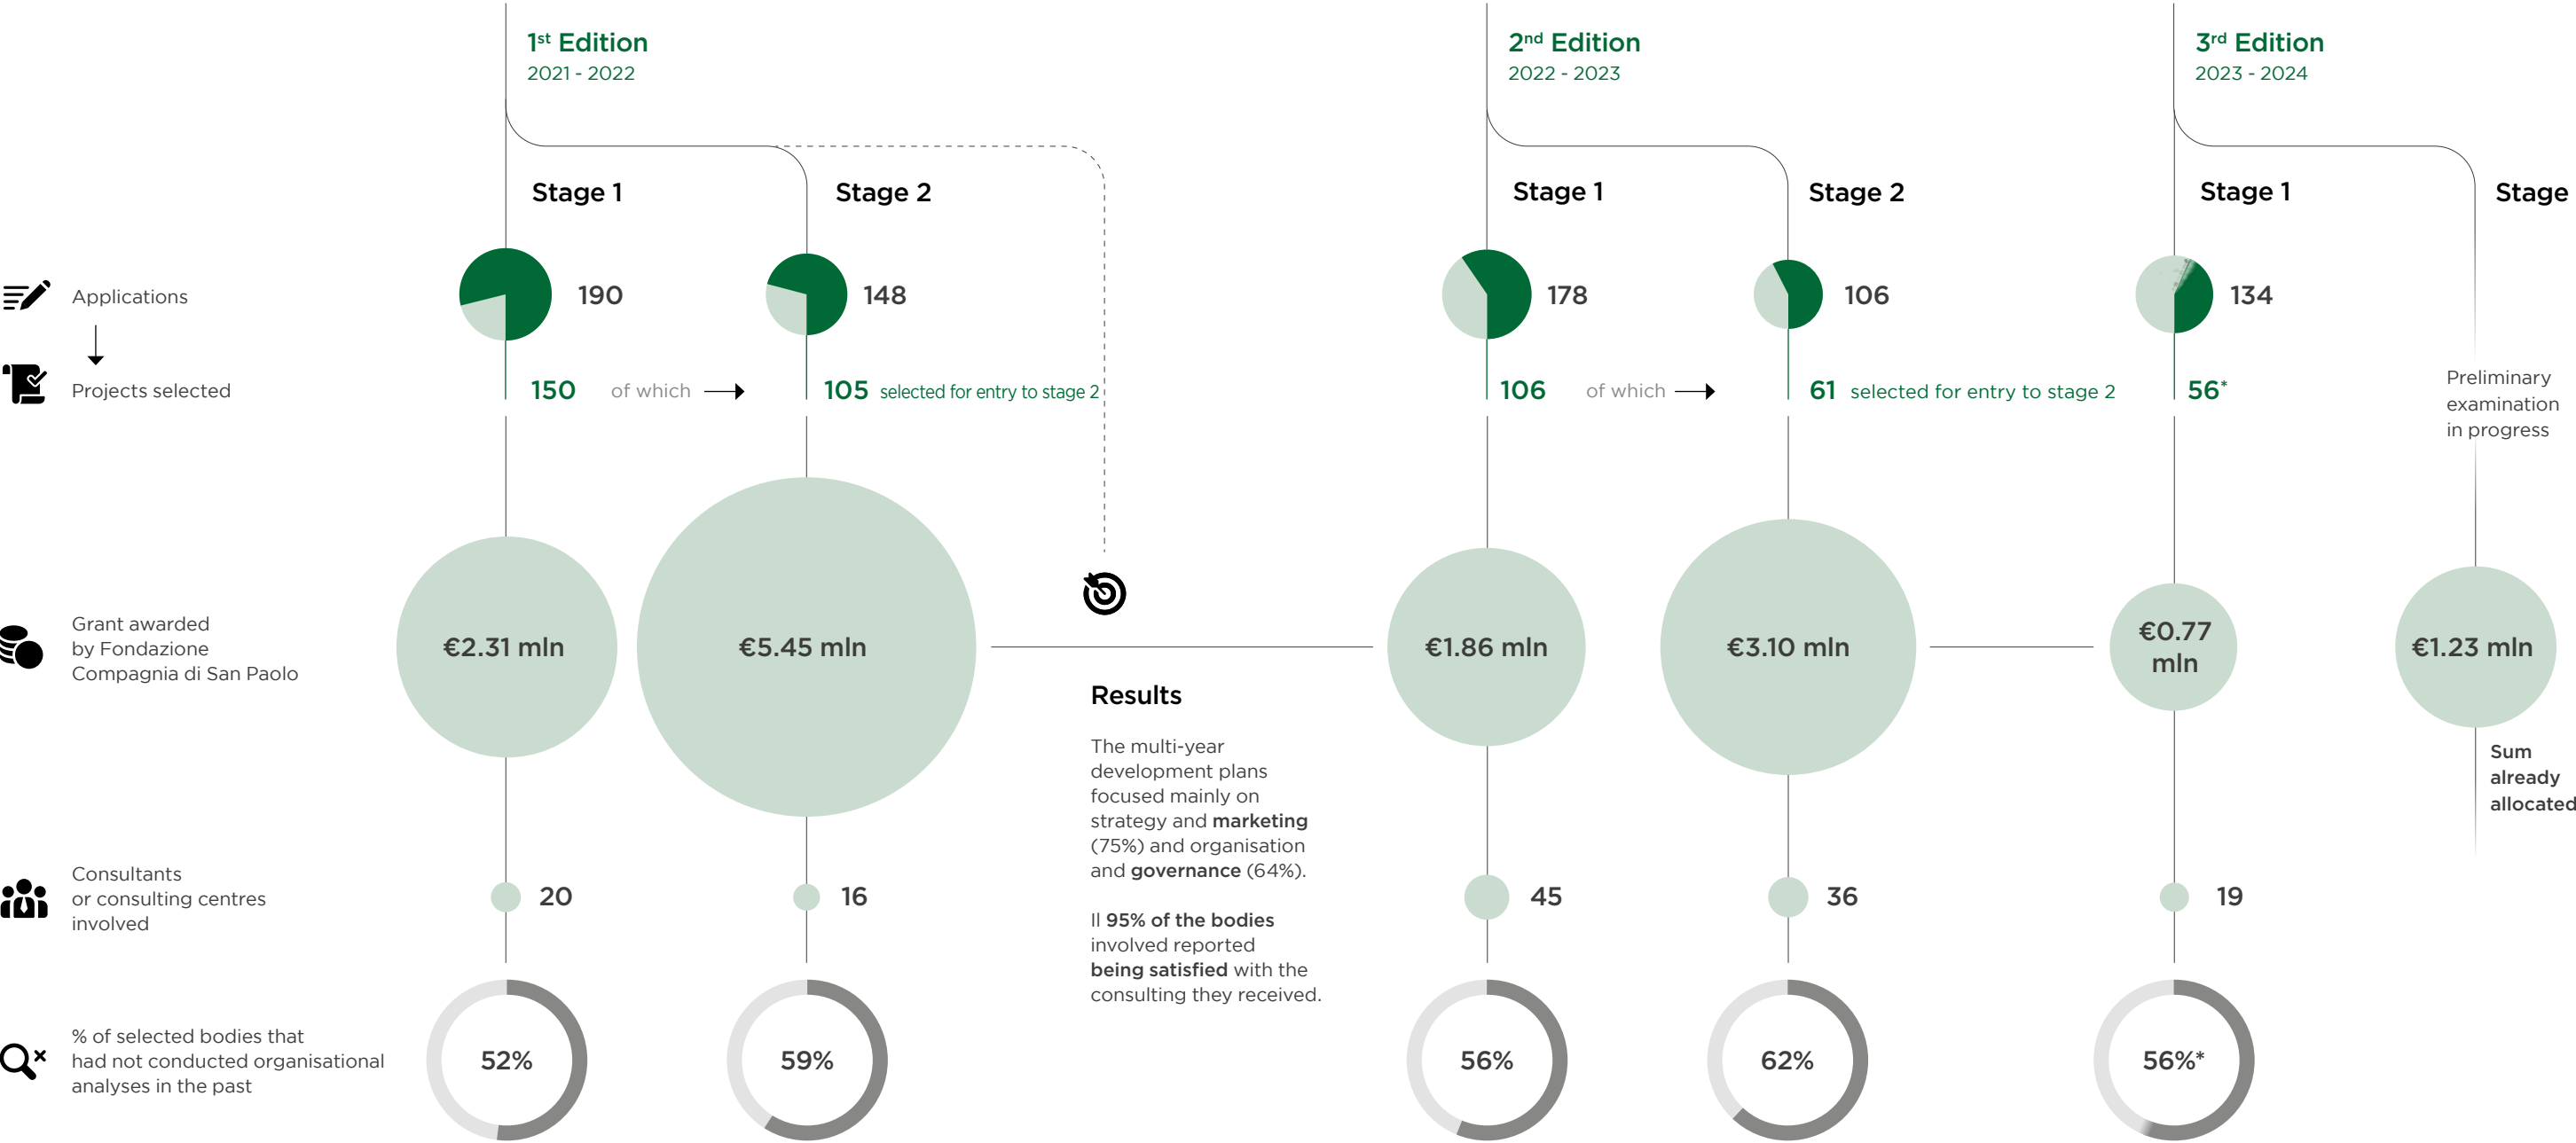 1st Edition
2021 - 2022
2nd Edition
2022 - 2023
3rd Edition
2023 - 2024
Stage 1
Stage 2
Stage 1
Stage 2
Stage 1
Stage
Applications
190
148
178
106
134
Projects selected
150 of which
105 selected for entry to stage 2
106 of which
61 selected for entry to stage 2
56*
Preliminary
examination
in progress
Grant awarded
by Fondazione
Compagnia di San Paolo
€2.31 mln
€5.45 mln
€1.86 mln
€3.10 mln
€0.77
mln
€1.23 mln
Sum
already
allocated
Results
The multi-year
development plans
focused mainly on
strategy and marketing
(75%) and organisation
and governance (64%).
Il 95% of the bodies
involved reported
being satisfied with the
consulting they received.
Consultants
or consulting centres
involved
20
16
45
36
19
% of selected bodies that
had not conducted organisational
analyses in the past
52%
59%
56%
62%
56%*